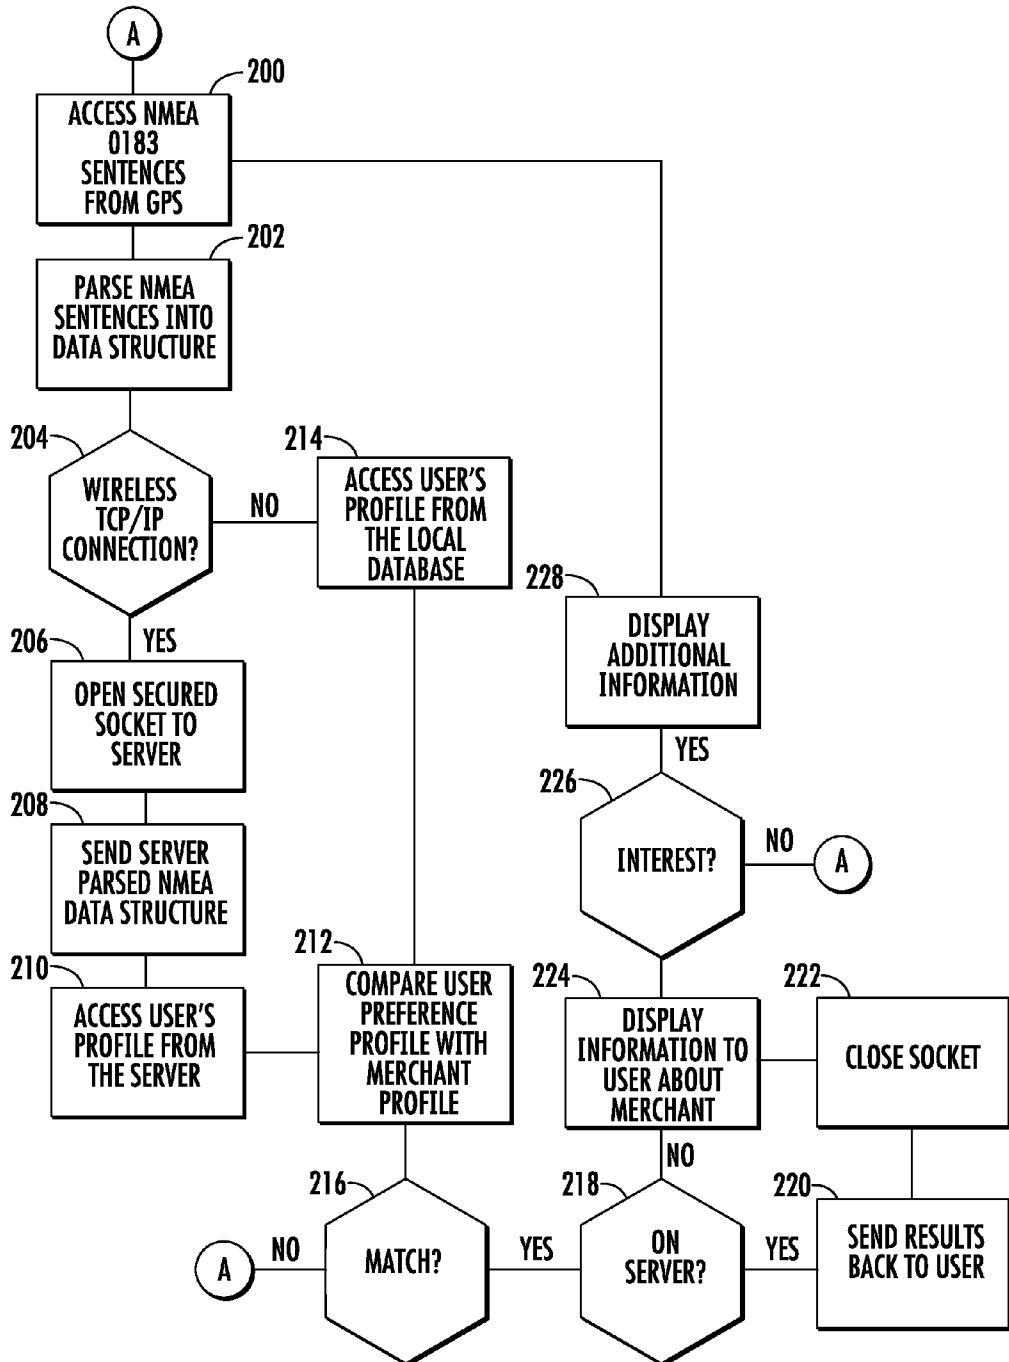 A
200
ACCESS NMEA
0183
SENTENCES
FROM GPS
202
PARSE NMEA
SENTENCES INTO
DATA STRUCTURE
204
WIRELESS
TCP/IP
CONNECTION?
NO
214
ACCESS USER'S
PROFILE FROM
THE LOCAL
DATABASE
YES
206
OPEN SECURED
SOCKET TO
SERVER
208
SEND SERVER
PARSED NMEA
DATA STRUCTURE
210
ACCESS USER'S
PROFILE FROM
THE SERVER
212
COMPARE USER
PREFERENCE
PROFILE WITH
MERCHANT
PROFILE
216
MATCH?
NO
A
YES
218
ON
SERVER?
YES
220
SEND RESULTS
BACK TO USER
222
CLOSE SOCKET
NO
224
DISPLAY
INFORMATION TO
USER ABOUT
MERCHANT
226
INTEREST?
NO
A
YES
228
DISPLAY
ADDITIONAL
INFORMATION